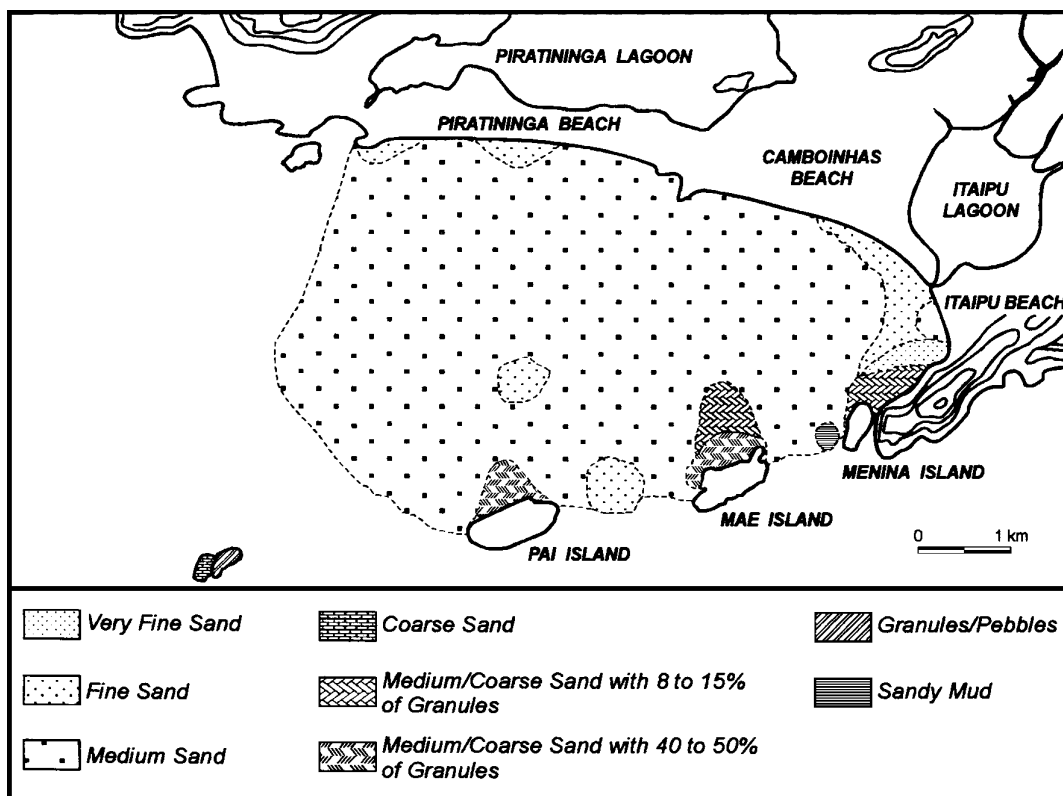 PIRATININGA LAGOON
PIRATININGA BEACH
CAMBOINHAS
BEACH
ITAIPU
LAGOON
ITAIPU BEACH
MENINA ISLAND
MAE ISLAND
PAI ISLAND
0 1 km
Very Fine Sand
Fine Sand
Medium Sand
Coarse Sand
Medium/Coarse Sand with 8 to 15%
of Granules
Medium/Coarse Sand with 40 to 50%
of Granules
Granules/Pebbles
Sandy Mud